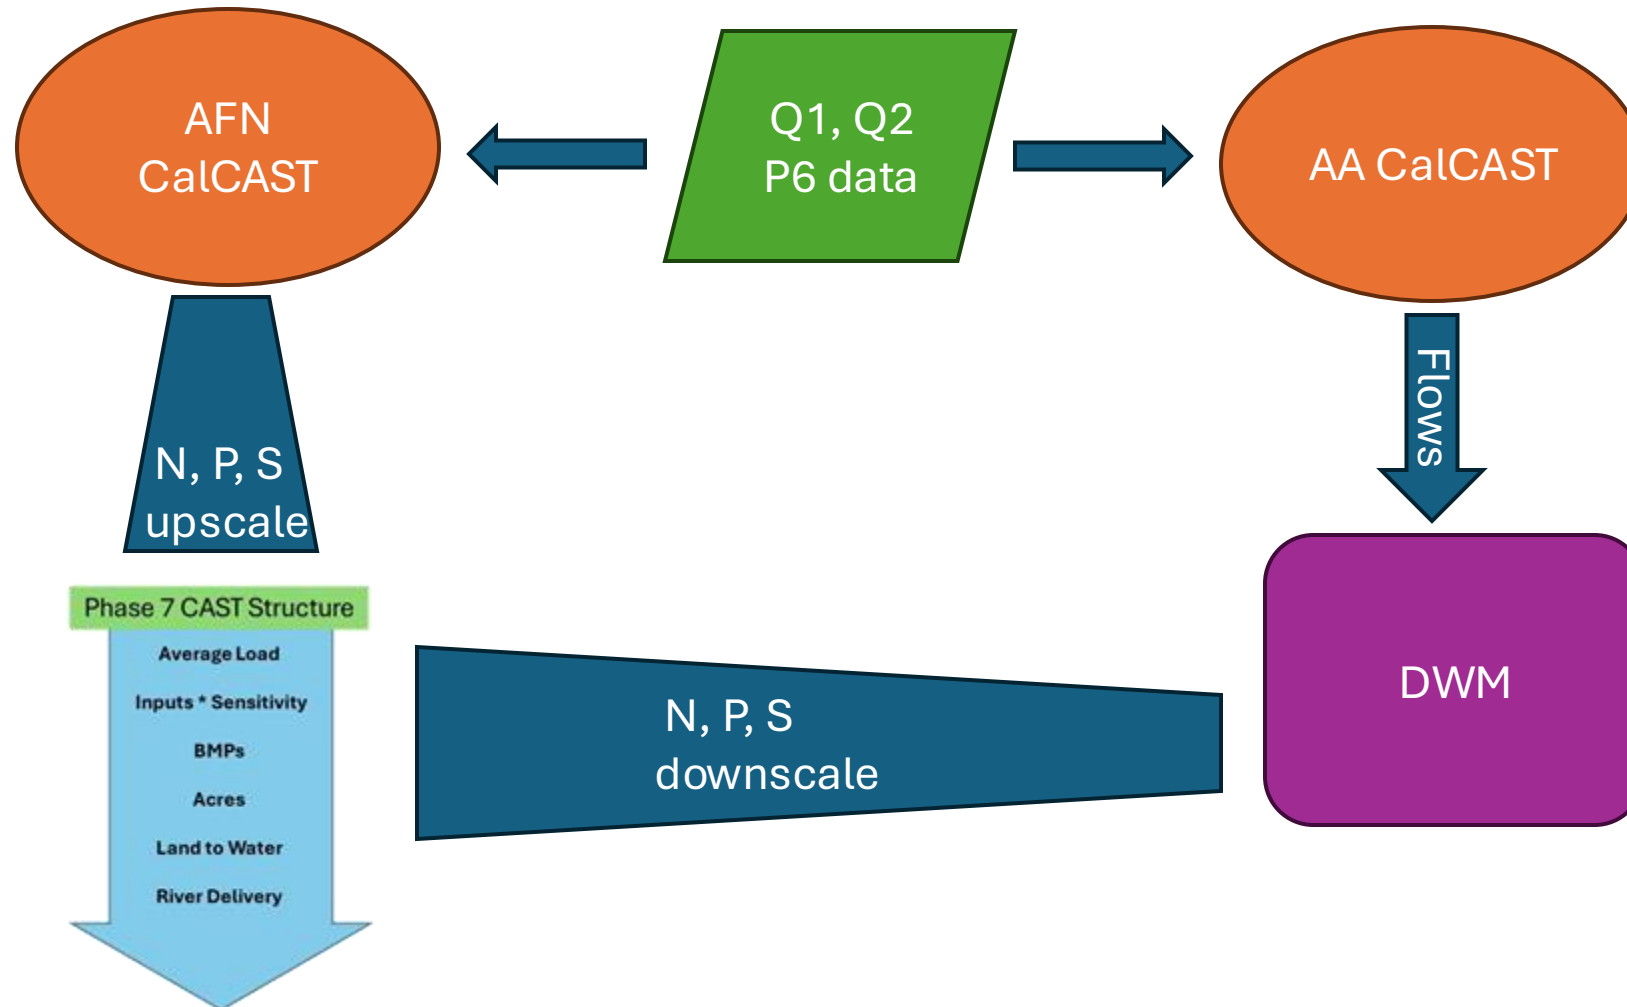 AFN
CalCAST
Q1, Q2
P6 data
AA CalCAST
Flows
N, P, S
upscale
Phase 7 CAST Structure
Average Load
Inputs * Sensitivity
BMPs
Acres
Land to Water
River Delivery
N, P, S
downscale
DWM